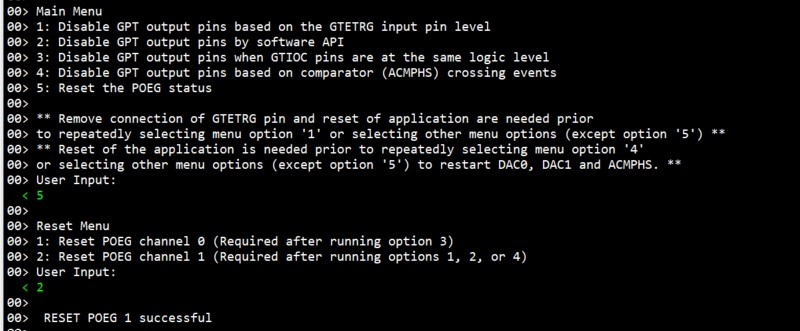 00> Main Menu
00> 1: Disable GPT output pins based on the GTETRG input pin level
00> 2: Disable GPT output pins by software API
00> 3: Disable GPT output pins when GTIOC pins are at the same logic level
00> 4: Disable GPT output pins based on comparator (ACMPHS) crossing events
00> 5: Reset the POEG status
00>
00> ** Remove connection of GTETRG pin and reset of application are needed prior
00> to repeatedly selecting menu option '1' or selecting other menu options (except option '5') **
00> ** Reset of the application is needed prior to repeatedly selecting menu option '4'
00> or selecting other menu options (except option '5') to restart DAC0, DAC1 and ACMPHS. **
00> User Input:
< 5
00>
00> Reset Menu
00> 1: Reset POEG channel 0 (Required after running option 3)
00> 2: Reset POEG channel 1 (Required after running options 1, 2, or 4)
00> User Input:
< 2
00>
00>  RESET POEG 1 successful